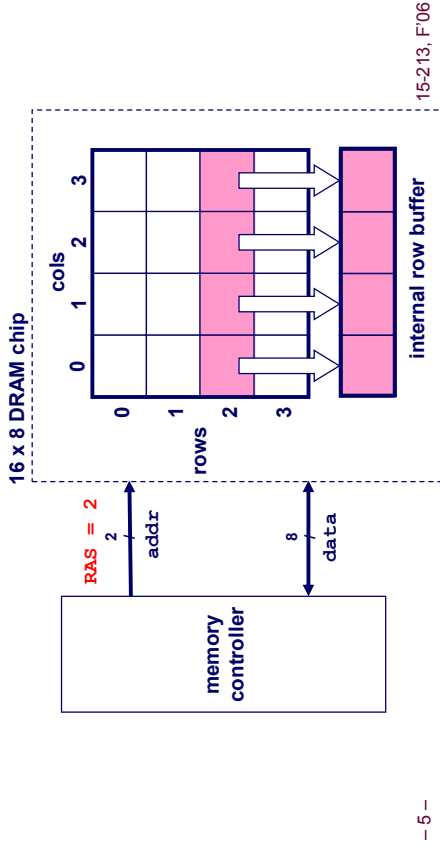 16 x 8 DRAM chip
cols
0 1 2 3
RAS = 2
2
addr
0
1
rows
2
3
memory
controller
8
data
internal row buffer
– 5 –
15-213, F'06